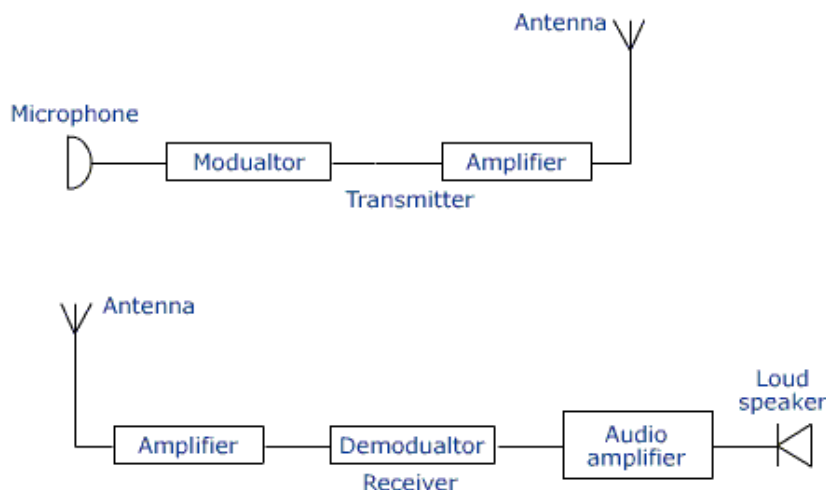 Antenna
Microphone
Modualtor
Amplifier
Transmitter
Antenna
Loud
speaker
Amplifier
Demodualtor
Audio
amplifier
Receiver